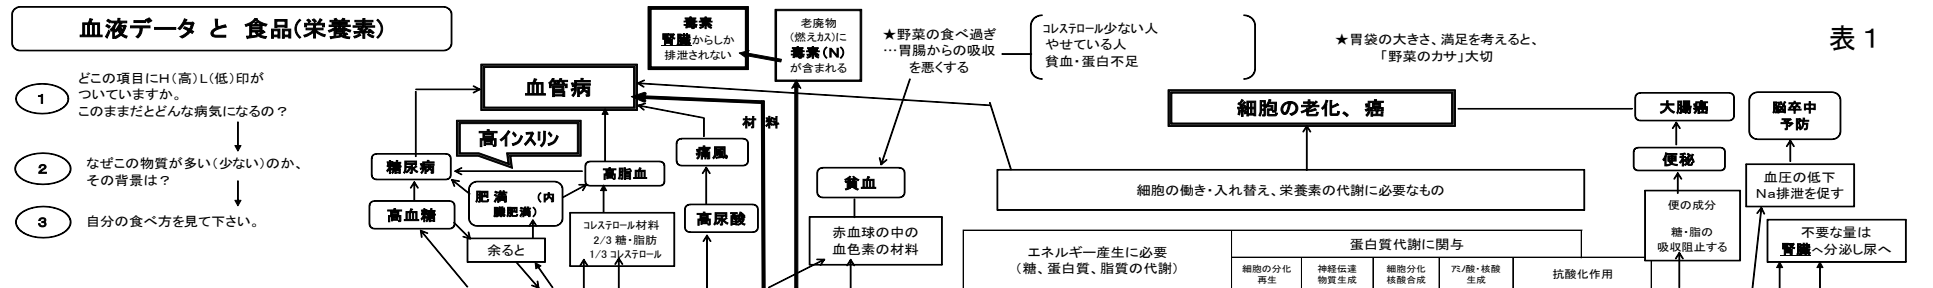 血液データ と 食品(栄養素)
表 1
1
どこの項目にH(高)L(低)印が
ついていますか。
このままだとどんな病気になるの？
2
なぜこの物質が多い(少ない)のか、
その背景は？
3
自分の食べ方を見て下さい。
毒素
腎臓からしか
排泄されない
老廃物
(燃えカス)に
毒素(N)
が含まれる
★野菜の食べ過ぎ
…胃腸からの吸収
を悪くする
コレステロール少ない人
やせている人
貧血・蛋白不足
★胃袋の大きさ、満足を考えると、
「野菜のカサ」大切
血管病
高インスリン
材 料
糖尿病
高脂血
痛風
肥満 (内
臓肥満)
高血糖
余ると
コレステロール材料
2/3 糖・脂肪
1/3 コレステロール
高尿酸
貧血
赤血球の中の
血色素の材料
細胞の老化、癌
大腸癌
脳卒中
予防
便秘
細胞の働き・入れ替え、栄養素の代謝に必要なもの
血圧の低下
Na排泄を促す
便の成分
糖・脂の
吸収阻止する
不要な量は
腎臓へ分泌し尿へ
エネルギー産生に必要
(糖、蛋白質、脂質の代謝)
蛋白質代謝に関与
細胞の分化
再生
神経伝達
物質生成
細胞分化
核酸合成
アミノ酸・核酸
生成
抗酸化作用